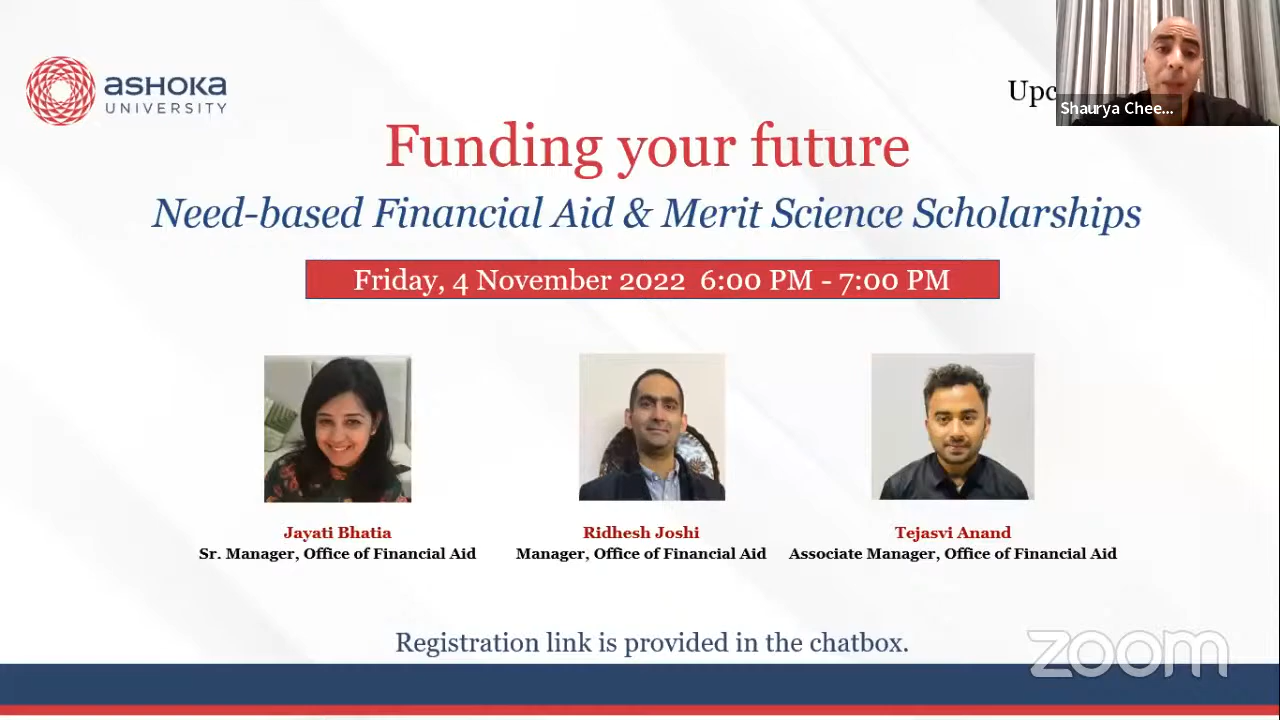 ASHOKA
UNIVERSITY
Shaurya Chee...
Funding your future
Need-based Financial Aid & Merit Science Scholarships
Friday, 4 November 2022 6:00 PM - 7:00 PM
Jayati Bhatia
Sr. Manager, Office of Financial Aid
Ridhesh Joshi
Manager, Office of Financial Aid
Tejasvi Anand
Associate Manager, Office of Financial Aid
Registration link is provided in the chatbox.
zoom